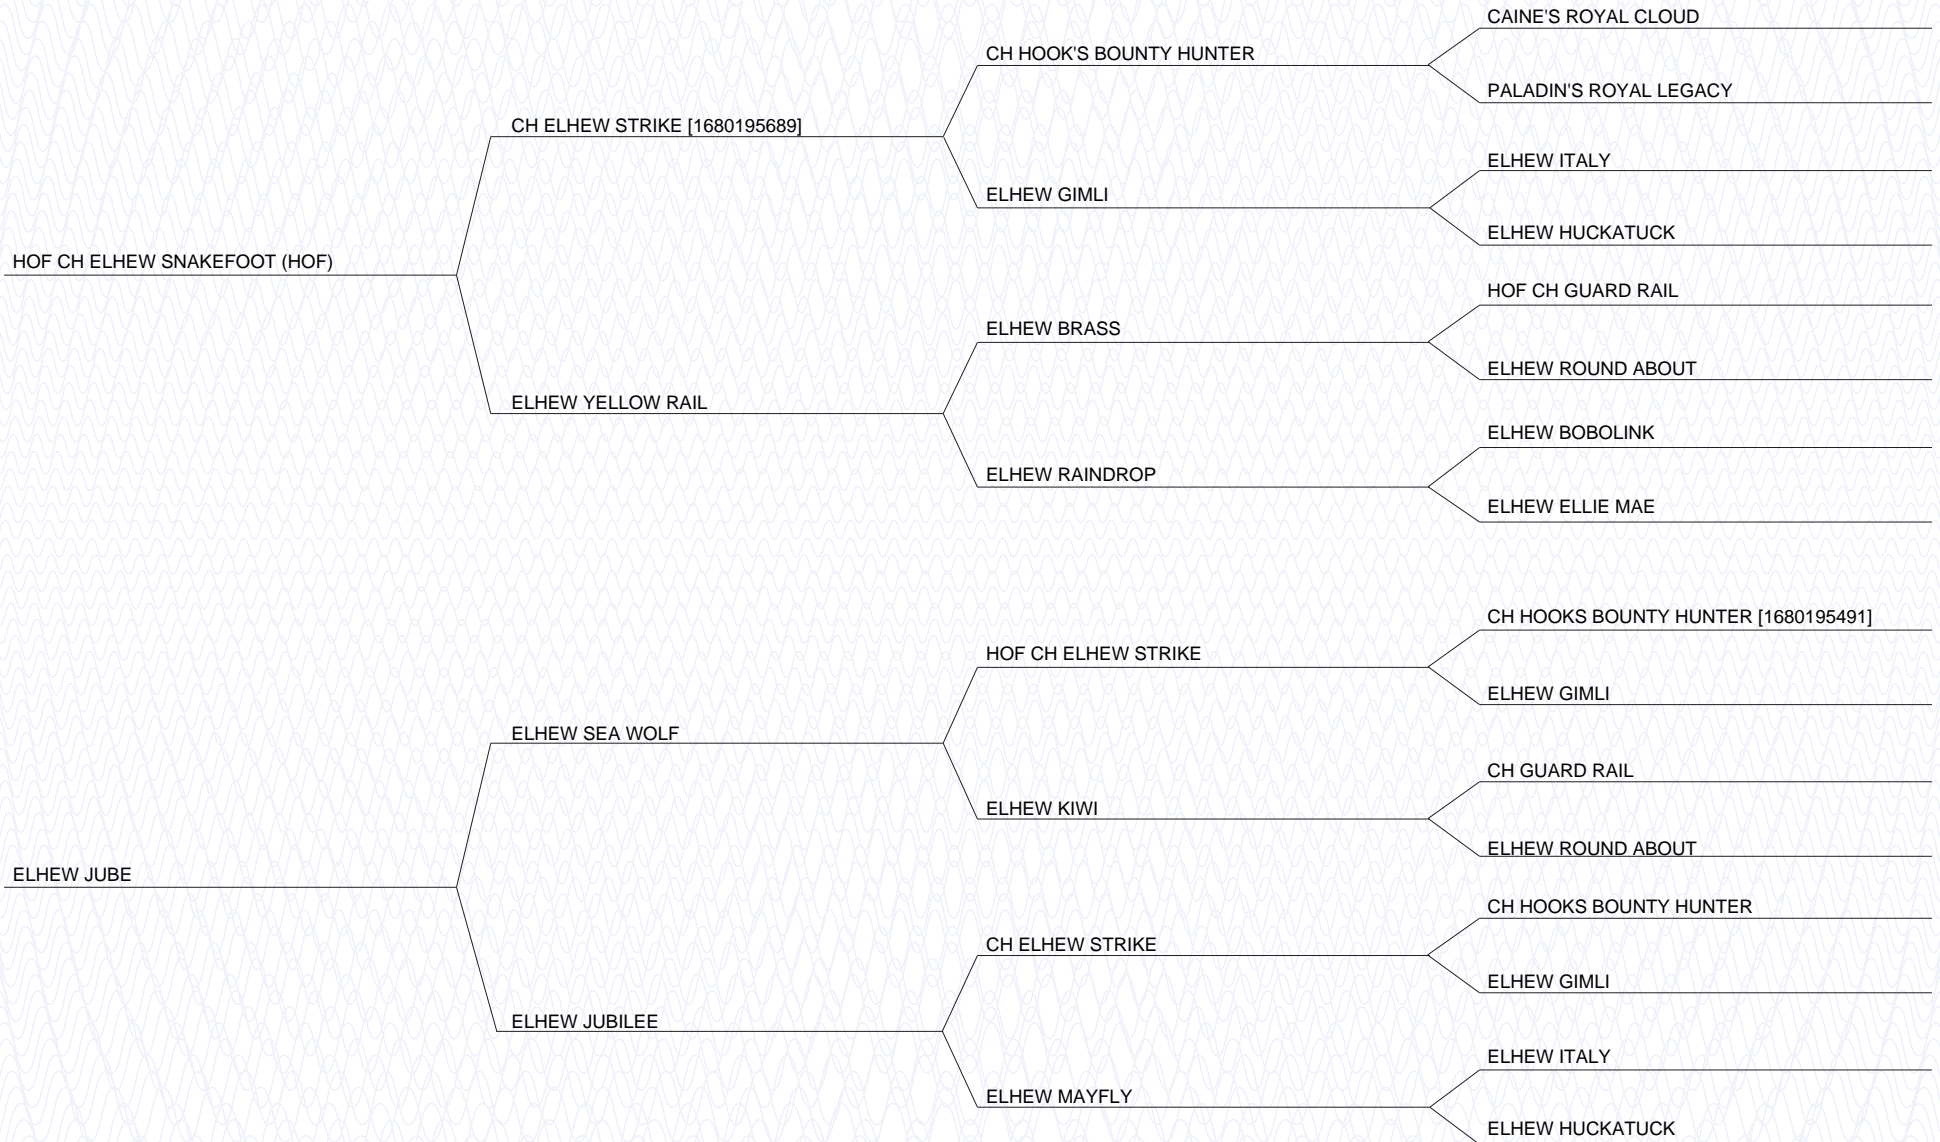 CAINE'S ROYAL CLOUD
CH HOOK'S BOUNTY HUNTER
PALADIN'S ROYAL LEGACY
CH ELHEW STRIKE [1680195689]
ELHEW ITALY
ELHEW GIMLI
ELHEW HUCKATUCK
HOF CH ELHEW SNAKEFOOT (HOF)
HOF CH GUARD RAIL
ELHEW BRASS
ELHEW ROUND ABOUT
ELHEW YELLOW RAIL
ELHEW BOBOLINK
ELHEW RAINDROP
ELHEW ELLIE MAE
CH HOOKS BOUNTY HUNTER [1680195491]
HOF CH ELHEW STRIKE
ELHEW GIMLI
ELHEW SEA WOLF
CH GUARD RAIL
ELHEW KIWI
ELHEW ROUND ABOUT
ELHEW JUBE
CH HOOKS BOUNTY HUNTER
CH ELHEW STRIKE
ELHEW GIMLI
ELHEW JUBILEE
ELHEW ITALY
ELHEW MAYFLY
ELHEW HUCKATUCK